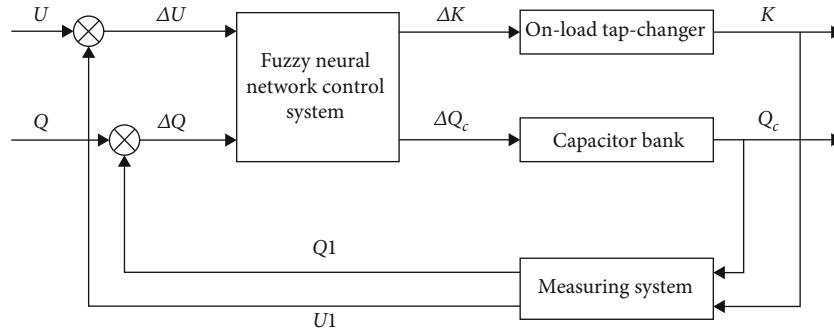 U
ΔU
Fuzzy neural
network control
system
ΔK
On-load tap-changer
K
Q
ΔQ
ΔQc
Capacitor bank
Qc
Q1
Measuring system
U1